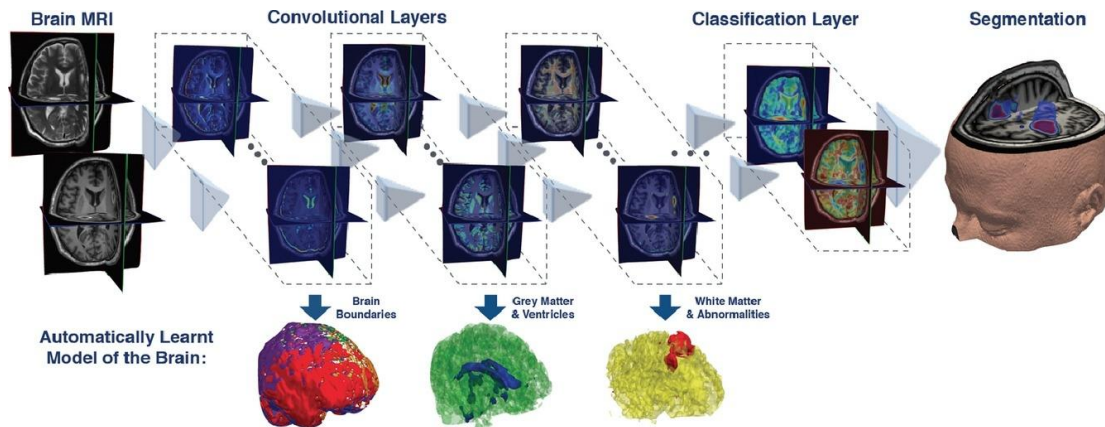 Brain MRI
Convolutional Layers
Classification Layer
Segmentation
Brain
Boundaries
Grey Matter
& Ventricles
White Matter
& Abnormalities
Automatically Learnt
Model of the Brain: